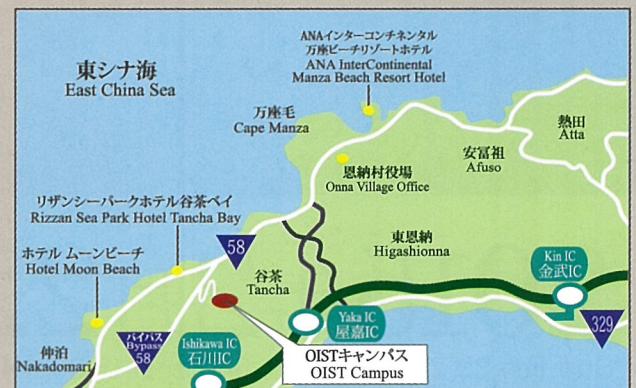 ANAインターコンチネンタル
万座ビーチリゾートホテル
ANA InterContinental
Manza Beach Resort Hotel
東シナ海
East China Sea
万座毛
Cape Manza
熱田
Atta
安冨祖
Afuso
恩納村役場
Onna Village Office
リザンシーパークホテル谷茶ベイ
Rizzan Sea Park Hotel Tancha Bay
58
東恩納
Higashionna
ホテル ムーンビーチ
Hotel Moon Beach
谷茶
Tancha
Kin IC
金武IC
Yaka IC
屋嘉IC
329
バイパス
Bypass
58
Ishikawa IC
石川IC
OISTキャンパス
OIST Campus
仲泊
Nakadomari